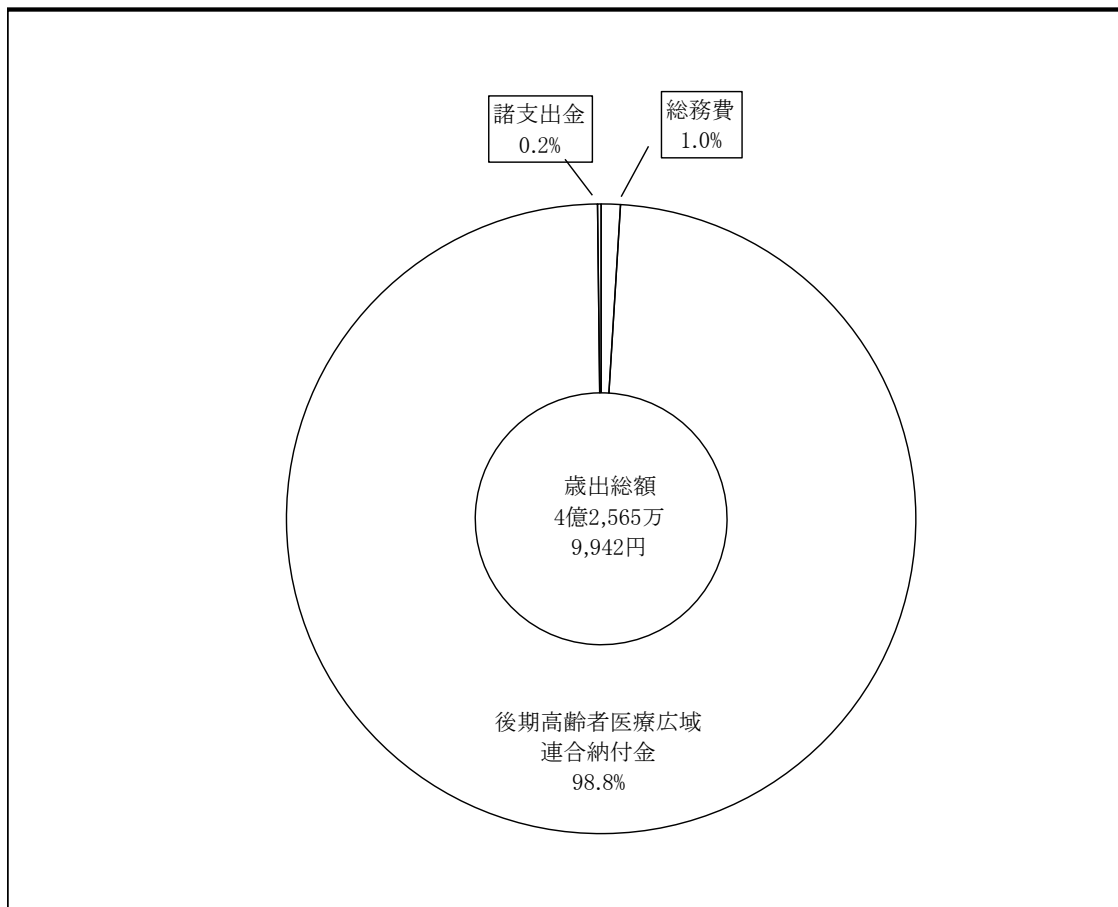 諸支出金
0.2%
総務費
1.0%
歳出総額
4億2,565万
9,942円
後期高齢者医療広域
連合納付金
98.8%